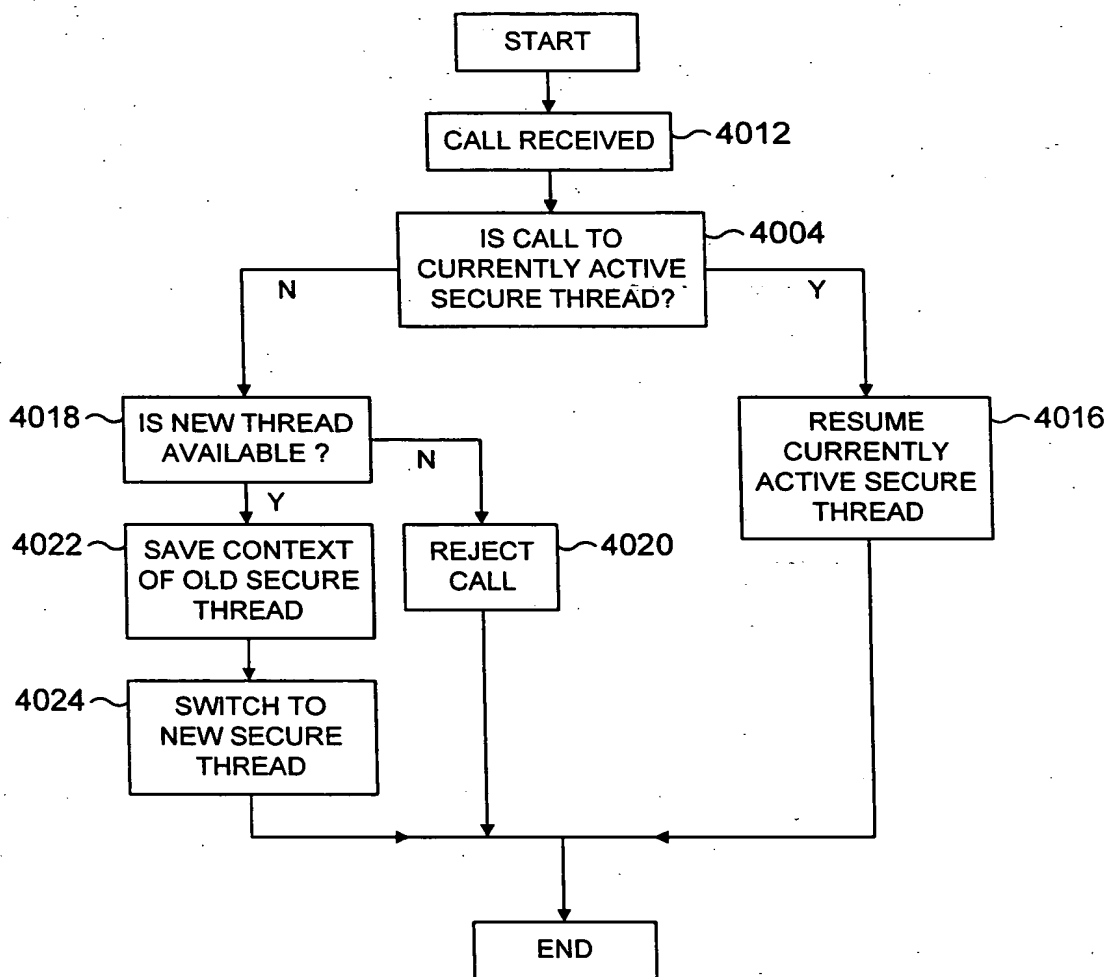 START
CALL RECEIVED
4012
IS CALL TO
CURRENTLY ACTIVE
SECURE THREAD?
4004
N
Y
4018
IS NEW THREAD
AVAILABLE ?
N
Y
RESUME
CURRENTLY
ACTIVE SECURE
THREAD
4016
4022
SAVE CONTEXT
OF OLD SECURE
THREAD
REJECT
CALL
4020
4024
SWITCH TO
NEW SECURE
THREAD
END